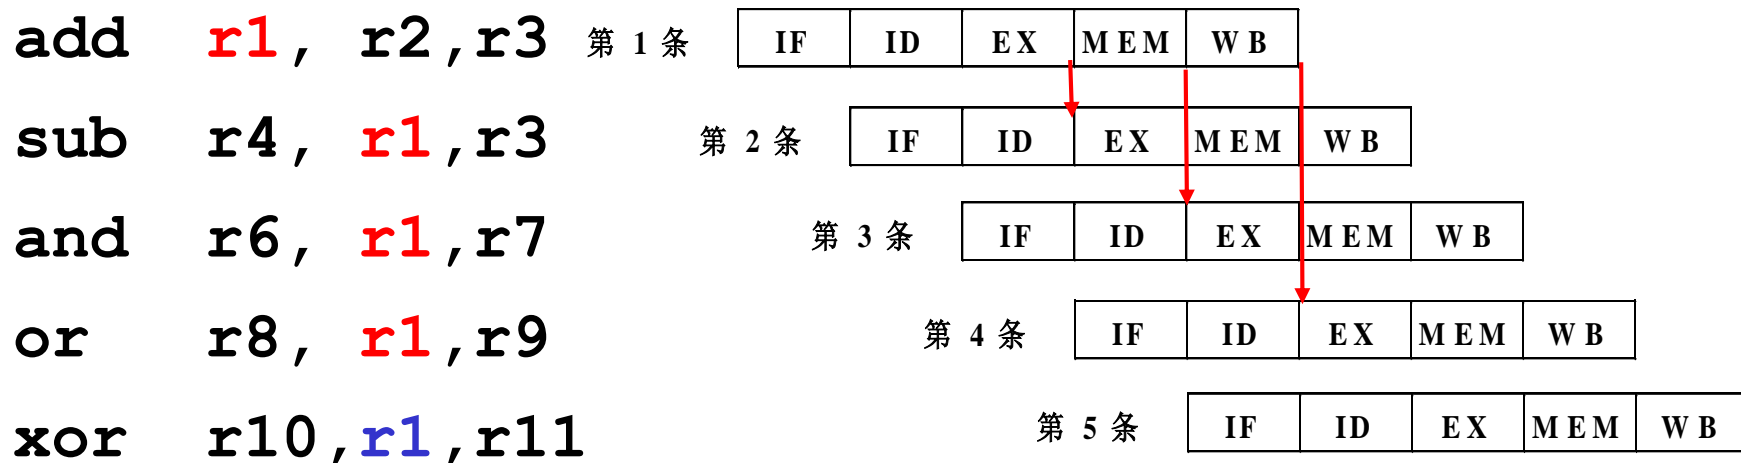 add r1, r2,r3 第 1 条 IF ID EX MEM WB
sub r4, r1,r3 第 2 条 IF ID EX MEM WB
and r6, r1,r7 第 3 条 IF ID EX MEM WB
or r8, r1,r9 第 4 条 IF ID EX MEM WB
xor r10,r1,r11 第 5 条 IF ID EX MEM WB